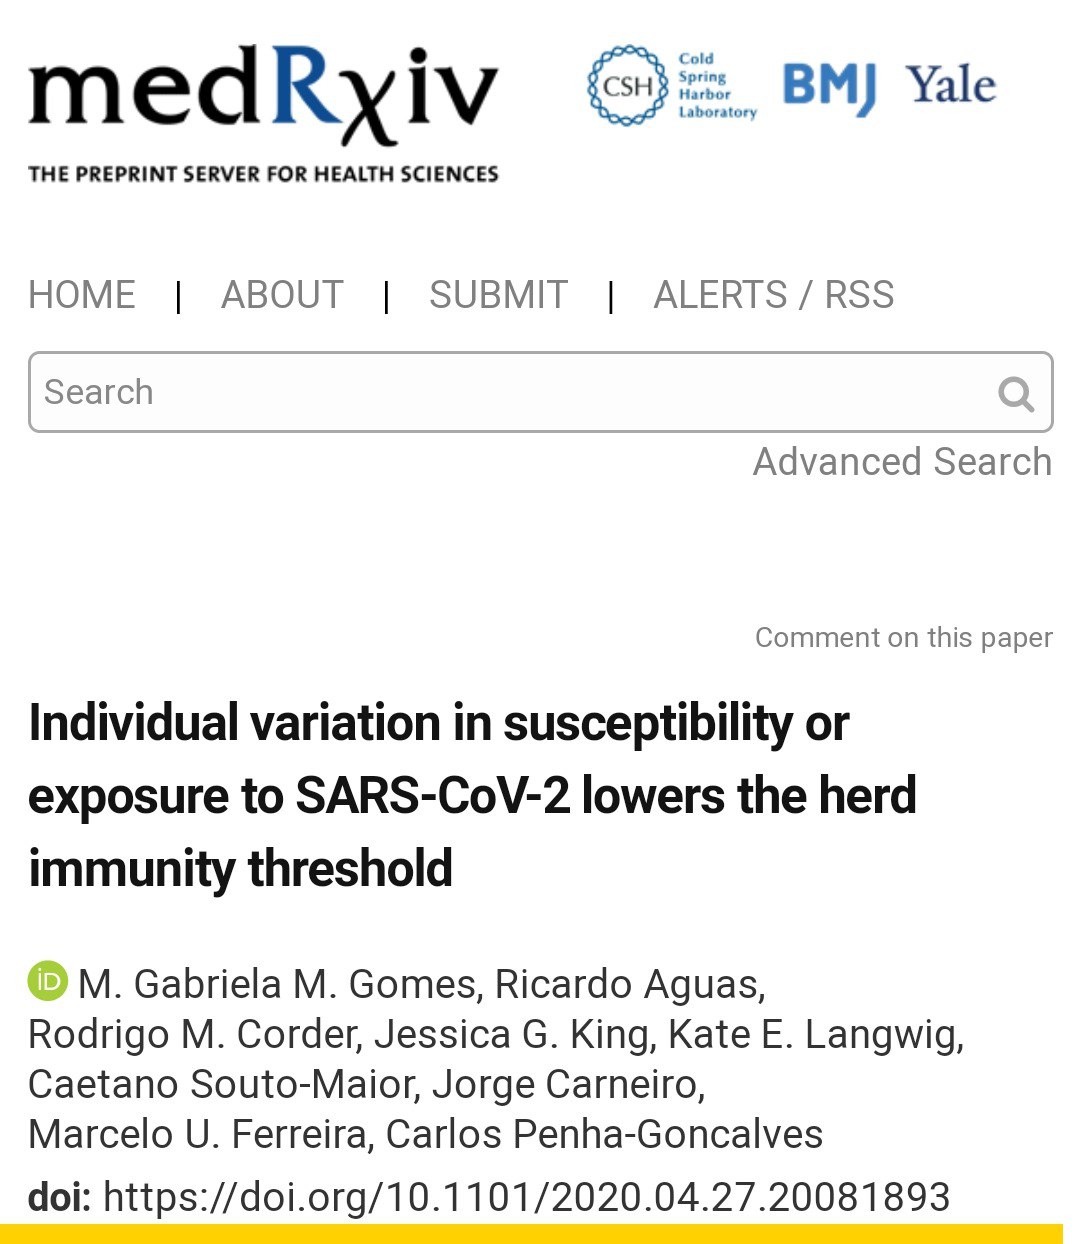 medRxiv
THE PREPRINT SERVER FOR HEALTH SCIENCES
CSH
Cold
Spring
Harbor
Laboratory
BMJ
Yale
HOME | ABOUT | SUBMIT | ALERTS / RSS
Search
Advanced Search
Comment on this paper
Individual variation in susceptibility or
exposure to SARS-CoV-2 lowers the herd
immunity threshold
iD M. Gabriela M. Gomes, Ricardo Aguas,
Rodrigo M. Corder, Jessica G. King, Kate E. Langwig,
Caetano Souto-Maior, Jorge Carneiro,
Marcelo U. Ferreira, Carlos Penha-Goncalves
doi: https://doi.org/10.1101/2020.04.27.20081893